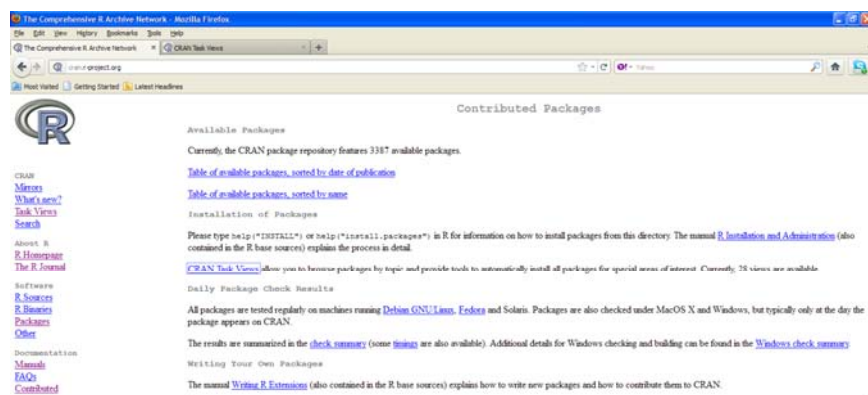 The Comprehensive R Archive Network - Mozilla Firefox
File Edit View History Bookmarks Tools Help
The Comprehensive R Archive Network × CRAN Task Views × +
cran.r-project.org Yahoo
Most Visited Getting Started Latest Headlines
R
CRAN
Mirrors
What's new?
Task Views
Search
About R
R Homepage
The R Journal
Software
R Sources
R Binaries
Packages
Other
Documentation
Manuals
FAQs
Contributed
Contributed Packages
Available Packages
Currently, the CRAN package repository features 3387 available packages.
Table of available packages, sorted by date of publication
Table of available packages, sorted by name
Installation of Packages
Please type help("INSTALL") or help("install.packages") in R for information on how to install packages from this directory. The manual R Installation and Administration (also
contained in the R base sources) explains the process in detail.
CRAN Task Views allow you to browse packages by topic and provide tools to automatically install all packages for special areas of interest. Currently, 28 views are available.
Daily Package Check Results
All packages are tested regularly on machines running Debian GNU/Linux, Fedora and Solaris. Packages are also checked under MacOS X and Windows, but typically only at the day the
package appears on CRAN.
The results are summarized in the check summary (some timings are also available). Additional details for Windows checking and building can be found in the Windows check summary.
Writing Your Own Packages
The manual Writing R Extensions (also contained in the R base sources) explains how to write new packages and how to contribute them to CRAN.